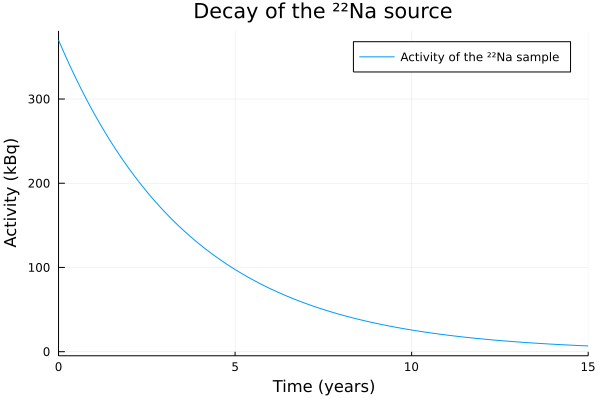 Decay of the ²²Na source
Activity of the ²²Na sample
300
200
100
0
Activity (kBq)
0 5 10 15
Time (years)